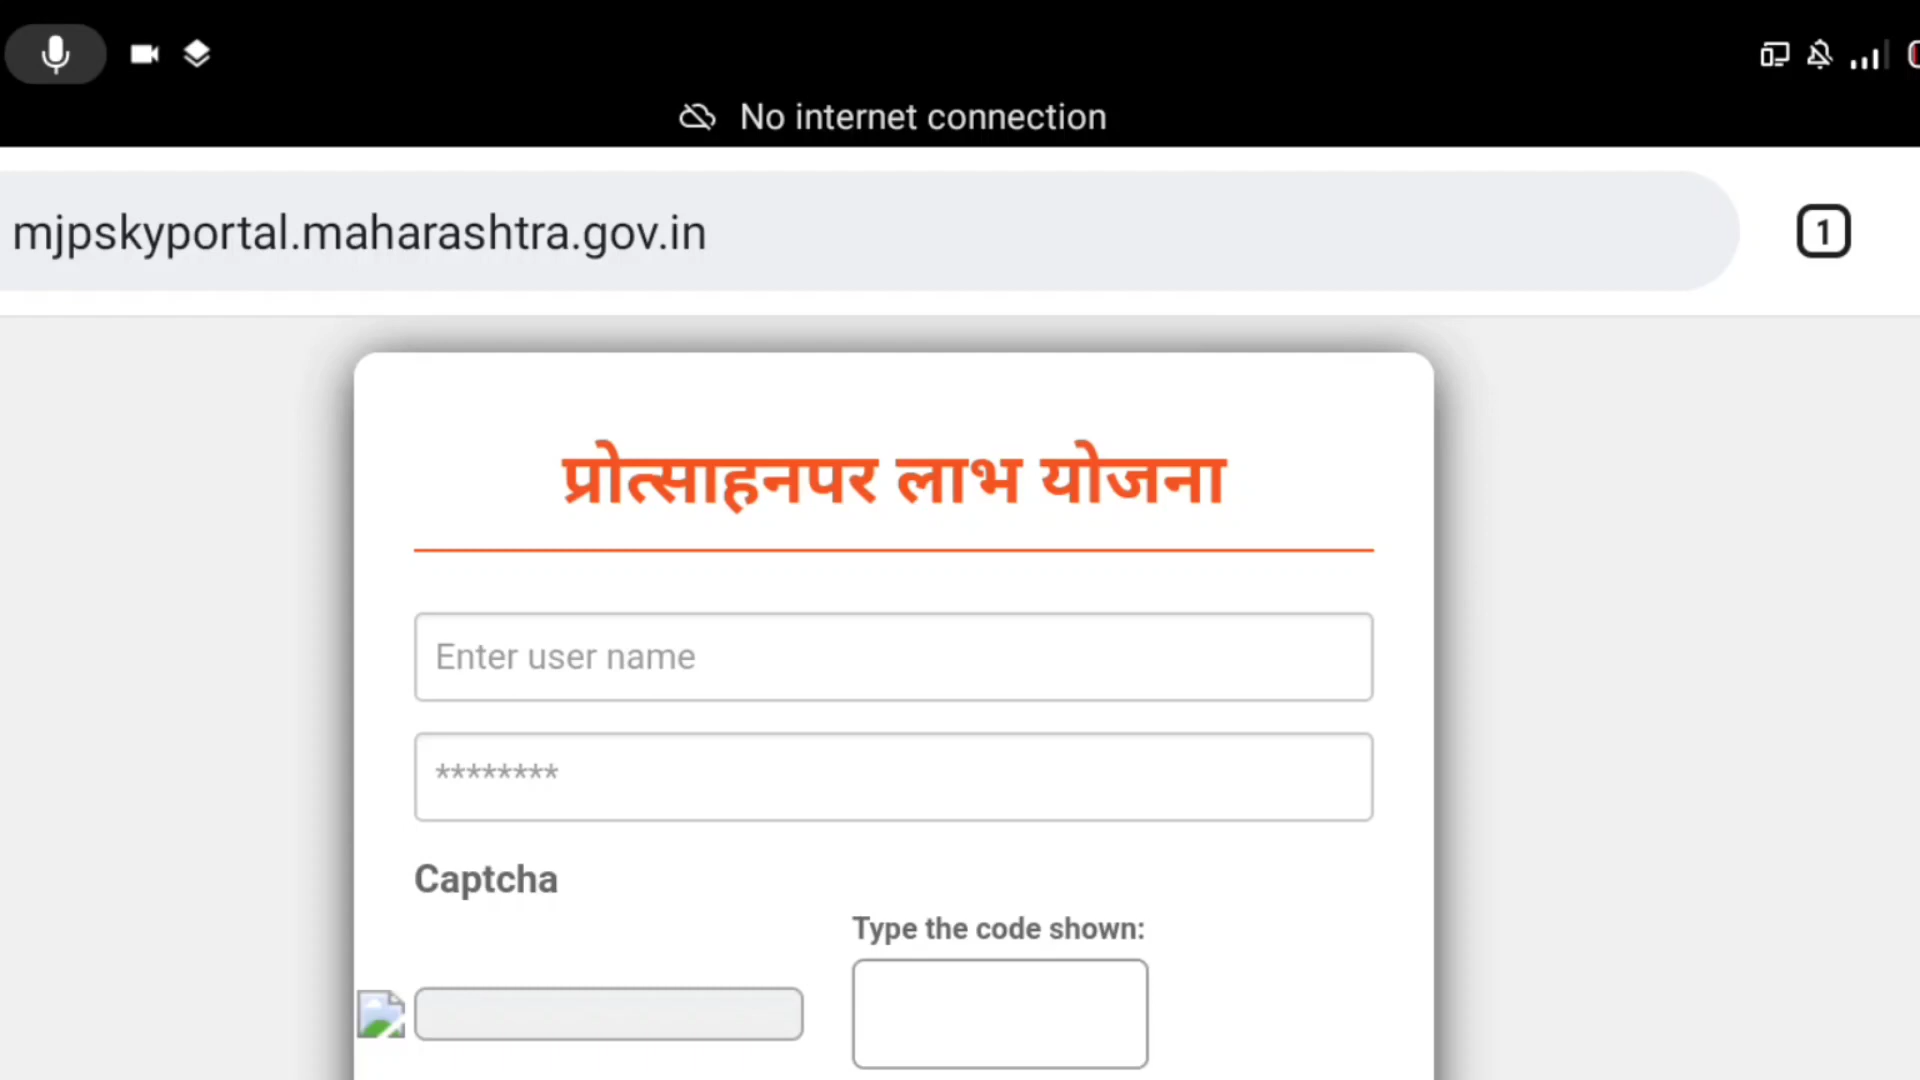 No internet connection
mjpskyportal.maharashtra.gov.in
1
प्रोत्साहनपर लाभ योजना
Enter user name
********
Captcha
Type the code shown: